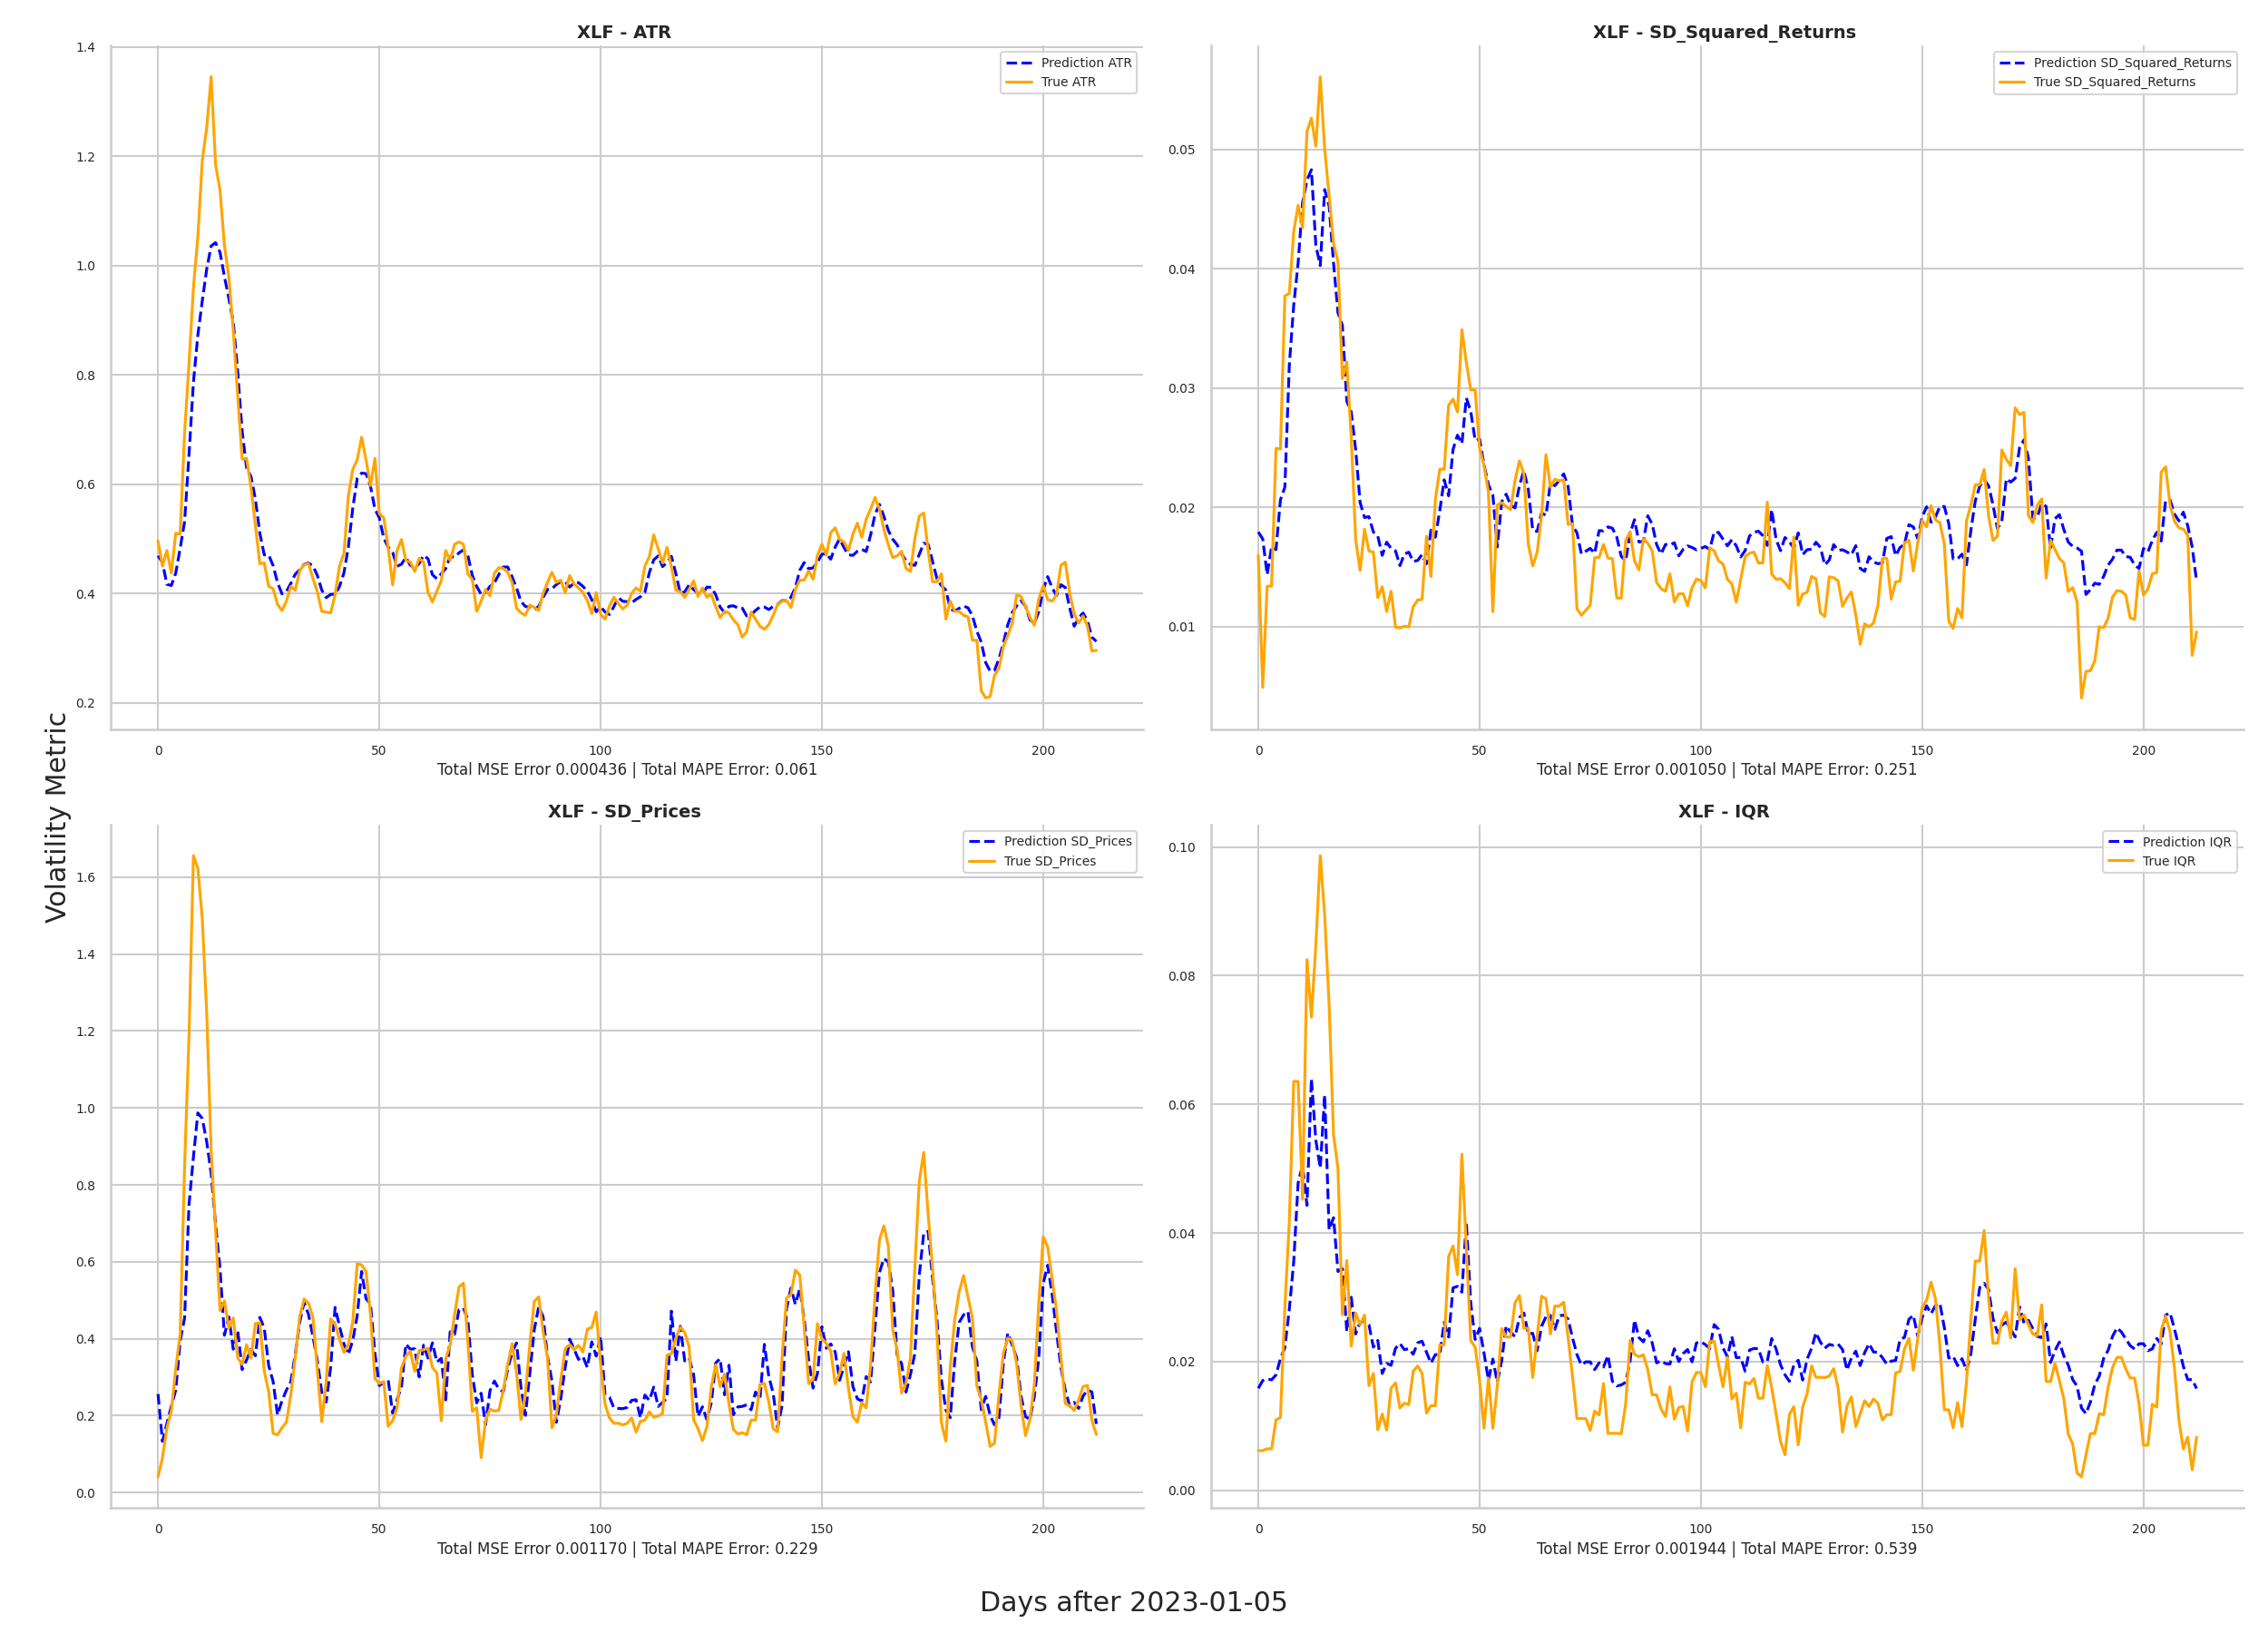 XLF - ATR
Prediction ATR
True ATR
1.4
1.2
1.0
0.8
0.6
0.4
0.2
0
50
100
150
200
Total MSE Error 0.000436 | Total MAPE Error: 0.061
XLF - SD_Squared_Returns
Prediction SD_Squared_Returns
True SD_Squared_Returns
0.05
0.04
0.03
0.02
0.01
0
50
100
150
200
Total MSE Error 0.001050 | Total MAPE Error: 0.251
Volatility Metric
XLF - SD_Prices
Prediction SD_Prices
True SD_Prices
1.6
1.4
1.2
1.0
0.8
0.6
0.4
0.2
0.0
0
50
100
150
200
Total MSE Error 0.001170 | Total MAPE Error: 0.229
XLF - IQR
Prediction IQR
True IQR
0.10
0.08
0.06
0.04
0.02
0.00
0
50
100
150
200
Total MSE Error 0.001944 | Total MAPE Error: 0.539
Days after 2023-01-05